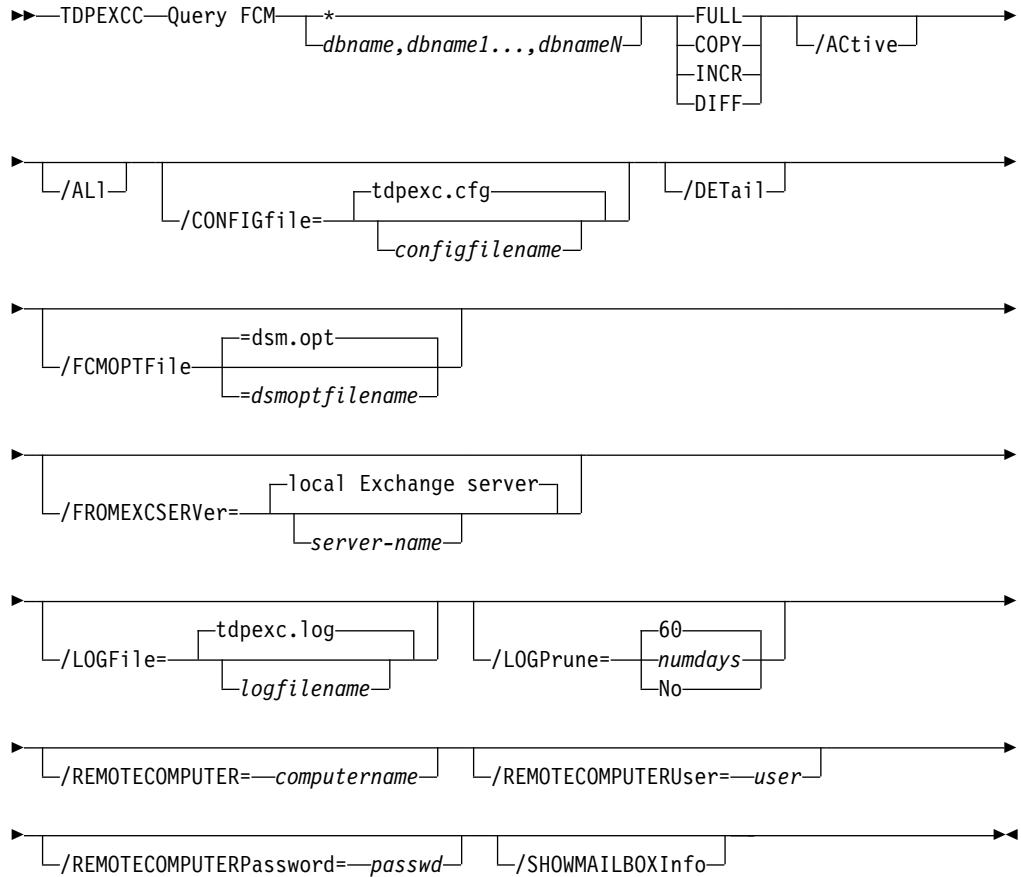 TDPEXCC Query FCM * FULL
dbname,dbname1...,dbnameN COPY /ACtive
INCR
DIFF
/ALl tdpexc.cfg /DETail
/CONFIGfile=
configfilename
=dsm.opt
/FCMOPTFile
=dsmoptfilename
local Exchange server
/FROMEXCSERVer=
server-name
tdpexc.log 60
/LOGFile= /LOGPrune= numdays
logfilename No
/REMOTECOMPUTER= computername /REMOTECOMPUTERUser= user
/REMOTECOMPUTERPassword= passwd /SHOWMAILBOXInfo